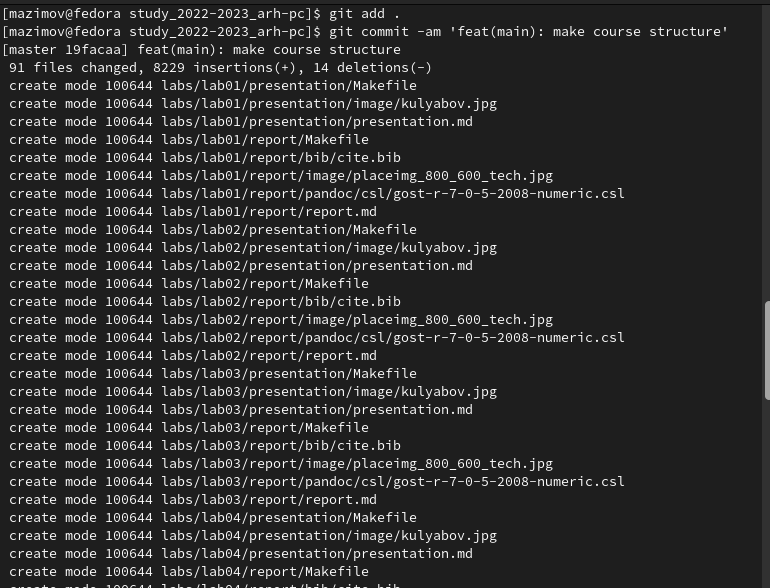 [mazimov@fedora study_2022-2023_arh-pc]$ git add .
[mazimov@fedora study_2022-2023_arh-pc]$ git commit -am 'feat(main): make course structure'
[master 19facaa] feat(main): make course structure
 91 files changed, 8229 insertions(+), 14 deletions(-)
 create mode 100644 labs/lab01/presentation/Makefile
 create mode 100644 labs/lab01/presentation/image/kulyabov.jpg
 create mode 100644 labs/lab01/presentation/presentation.md
 create mode 100644 labs/lab01/report/Makefile
 create mode 100644 labs/lab01/report/bib/cite.bib
 create mode 100644 labs/lab01/report/image/placeimg_800_600_tech.jpg
 create mode 100644 labs/lab01/report/pandoc/csl/gost-r-7-0-5-2008-numeric.csl
 create mode 100644 labs/lab01/report/report.md
 create mode 100644 labs/lab02/presentation/Makefile
 create mode 100644 labs/lab02/presentation/image/kulyabov.jpg
 create mode 100644 labs/lab02/presentation/presentation.md
 create mode 100644 labs/lab02/report/Makefile
 create mode 100644 labs/lab02/report/bib/cite.bib
 create mode 100644 labs/lab02/report/image/placeimg_800_600_tech.jpg
 create mode 100644 labs/lab02/report/pandoc/csl/gost-r-7-0-5-2008-numeric.csl
 create mode 100644 labs/lab02/report/report.md
 create mode 100644 labs/lab03/presentation/Makefile
 create mode 100644 labs/lab03/presentation/image/kulyabov.jpg
 create mode 100644 labs/lab03/presentation/presentation.md
 create mode 100644 labs/lab03/report/Makefile
 create mode 100644 labs/lab03/report/bib/cite.bib
 create mode 100644 labs/lab03/report/image/placeimg_800_600_tech.jpg
 create mode 100644 labs/lab03/report/pandoc/csl/gost-r-7-0-5-2008-numeric.csl
 create mode 100644 labs/lab03/report/report.md
 create mode 100644 labs/lab04/presentation/Makefile
 create mode 100644 labs/lab04/presentation/image/kulyabov.jpg
 create mode 100644 labs/lab04/presentation/presentation.md
 create mode 100644 labs/lab04/report/Makefile
 create mode 100644 labs/lab04/report/bib/cite.bib